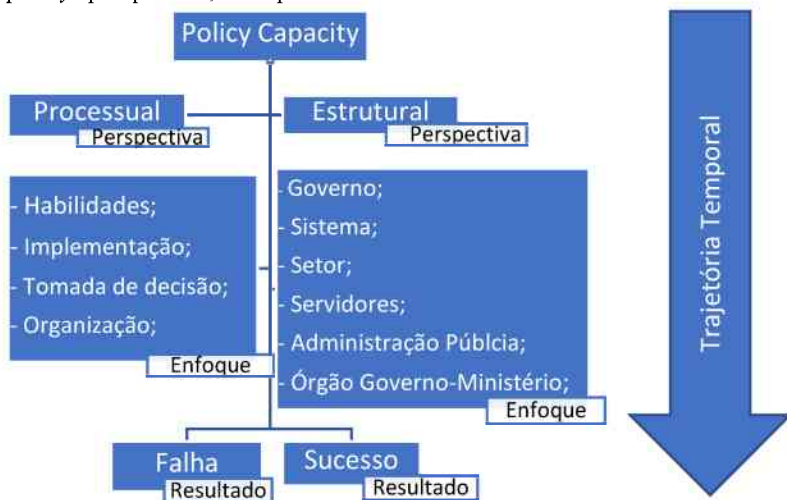 Policy Capacity
Processual
Perspectiva
Estrutural
Perspectiva
- Habilidades;
- Implementação;
- Tomada de decisão;
- Organização;
Enfoque
- Governo;
- Sistema;
- Setor;
- Servidores;
- Administração Públcia;
- Órgão Governo-Ministério;
Enfoque
Falha
Resultado
Sucesso
Resultado
Trajetória Temporal